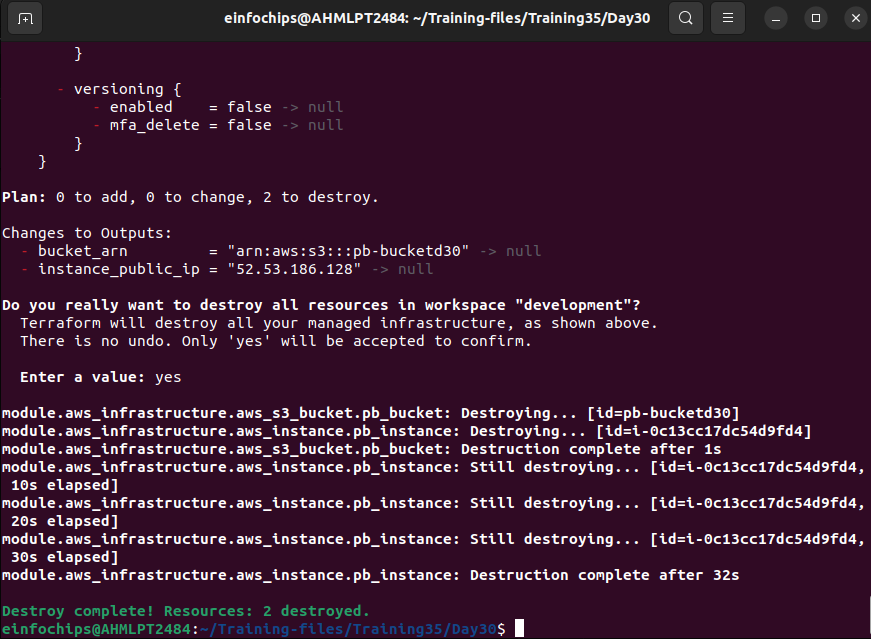 einfochips@AHMLPT2484: ~/Training-files/Training35/Day30
        }

      - versioning {
          - enabled    = false -> null
          - mfa_delete = false -> null
        }
    }

Plan: 0 to add, 0 to change, 2 to destroy.

Changes to Outputs:
  - bucket_arn         = "arn:aws:s3:::pb-bucketd30" -> null
  - instance_public_ip = "52.53.186.128" -> null

Do you really want to destroy all resources in workspace "development"?
  Terraform will destroy all your managed infrastructure, as shown above.
  There is no undo. Only 'yes' will be accepted to confirm.

  Enter a value: yes

module.aws_infrastructure.aws_s3_bucket.pb_bucket: Destroying... [id=pb-bucketd30]
module.aws_infrastructure.aws_instance.pb_instance: Destroying... [id=i-0c13cc17dc54d9fd4]
module.aws_infrastructure.aws_s3_bucket.pb_bucket: Destruction complete after 1s
module.aws_infrastructure.aws_instance.pb_instance: Still destroying... [id=i-0c13cc17dc54d9fd4,
 10s elapsed]
module.aws_infrastructure.aws_instance.pb_instance: Still destroying... [id=i-0c13cc17dc54d9fd4,
 20s elapsed]
module.aws_infrastructure.aws_instance.pb_instance: Still destroying... [id=i-0c13cc17dc54d9fd4,
 30s elapsed]
module.aws_infrastructure.aws_instance.pb_instance: Destruction complete after 32s

Destroy complete! Resources: 2 destroyed.
einfochips@AHMLPT2484:~/Training-files/Training35/Day30$